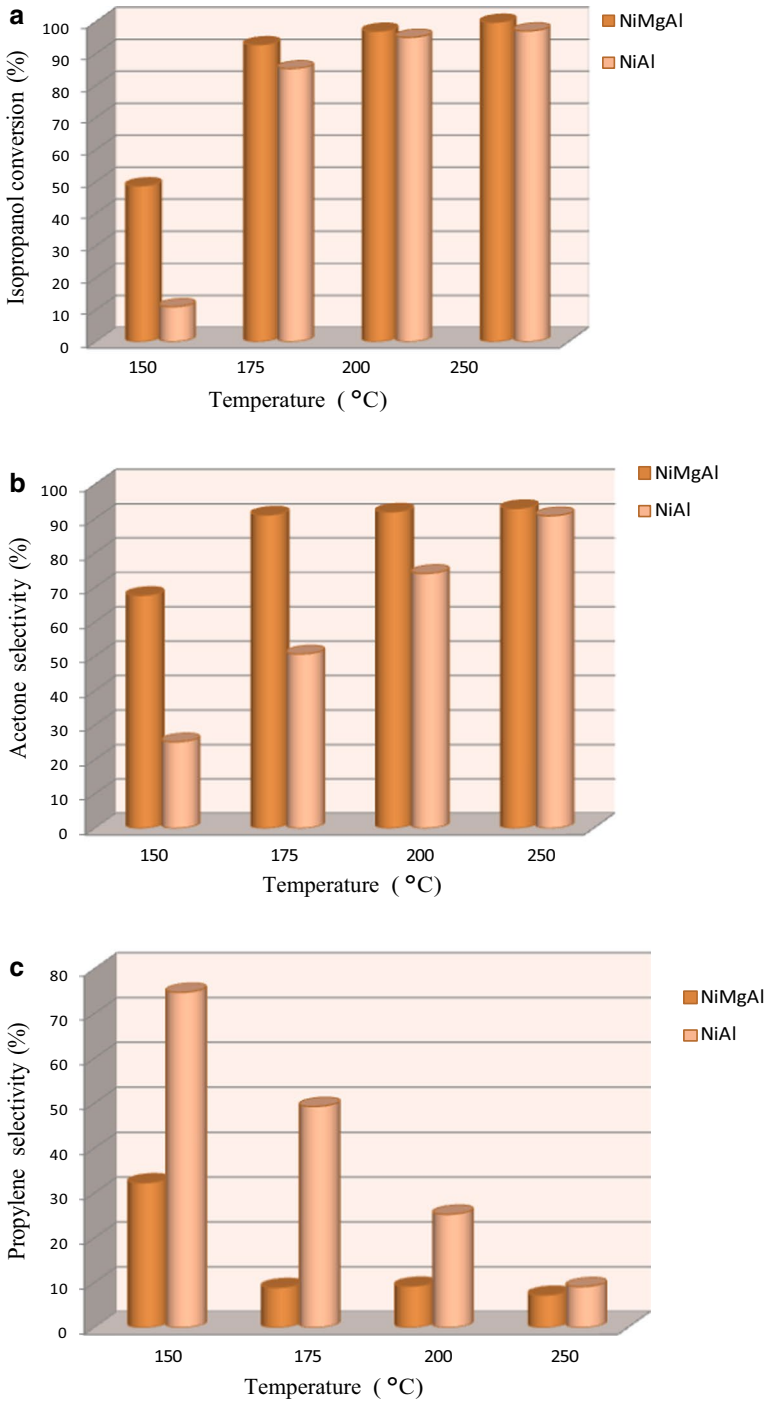 a
100
90
80
70
60
50
40
30
20
10
0
Isopropanol conversion (%)
150 175 200 250
Temperature ( °C)
NiMgAl
NiAl
b
100
90
80
70
60
50
40
30
20
10
0
Acetone selectivity (%)
150 175 200 250
Temperature ( °C)
NiMgAl
NiAl
c
80
70
60
50
40
30
20
10
0
Propylene selectivity (%)
150 175 200 250
Temperature ( °C)
NiMgAl
NiAl